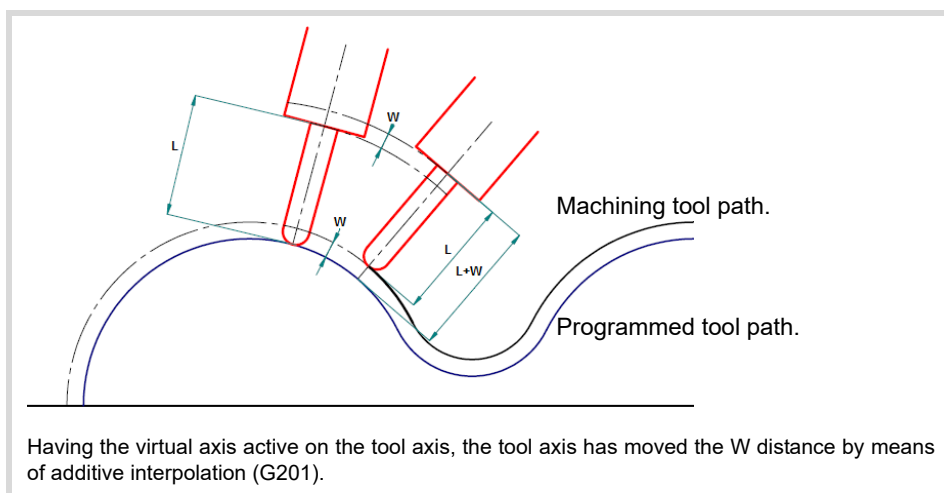 W
L
W
Machining tool path.
L
L+W
Programmed tool path.
Having the virtual axis active on the tool axis, the tool axis has moved the W distance by means
of additive interpolation (G201).